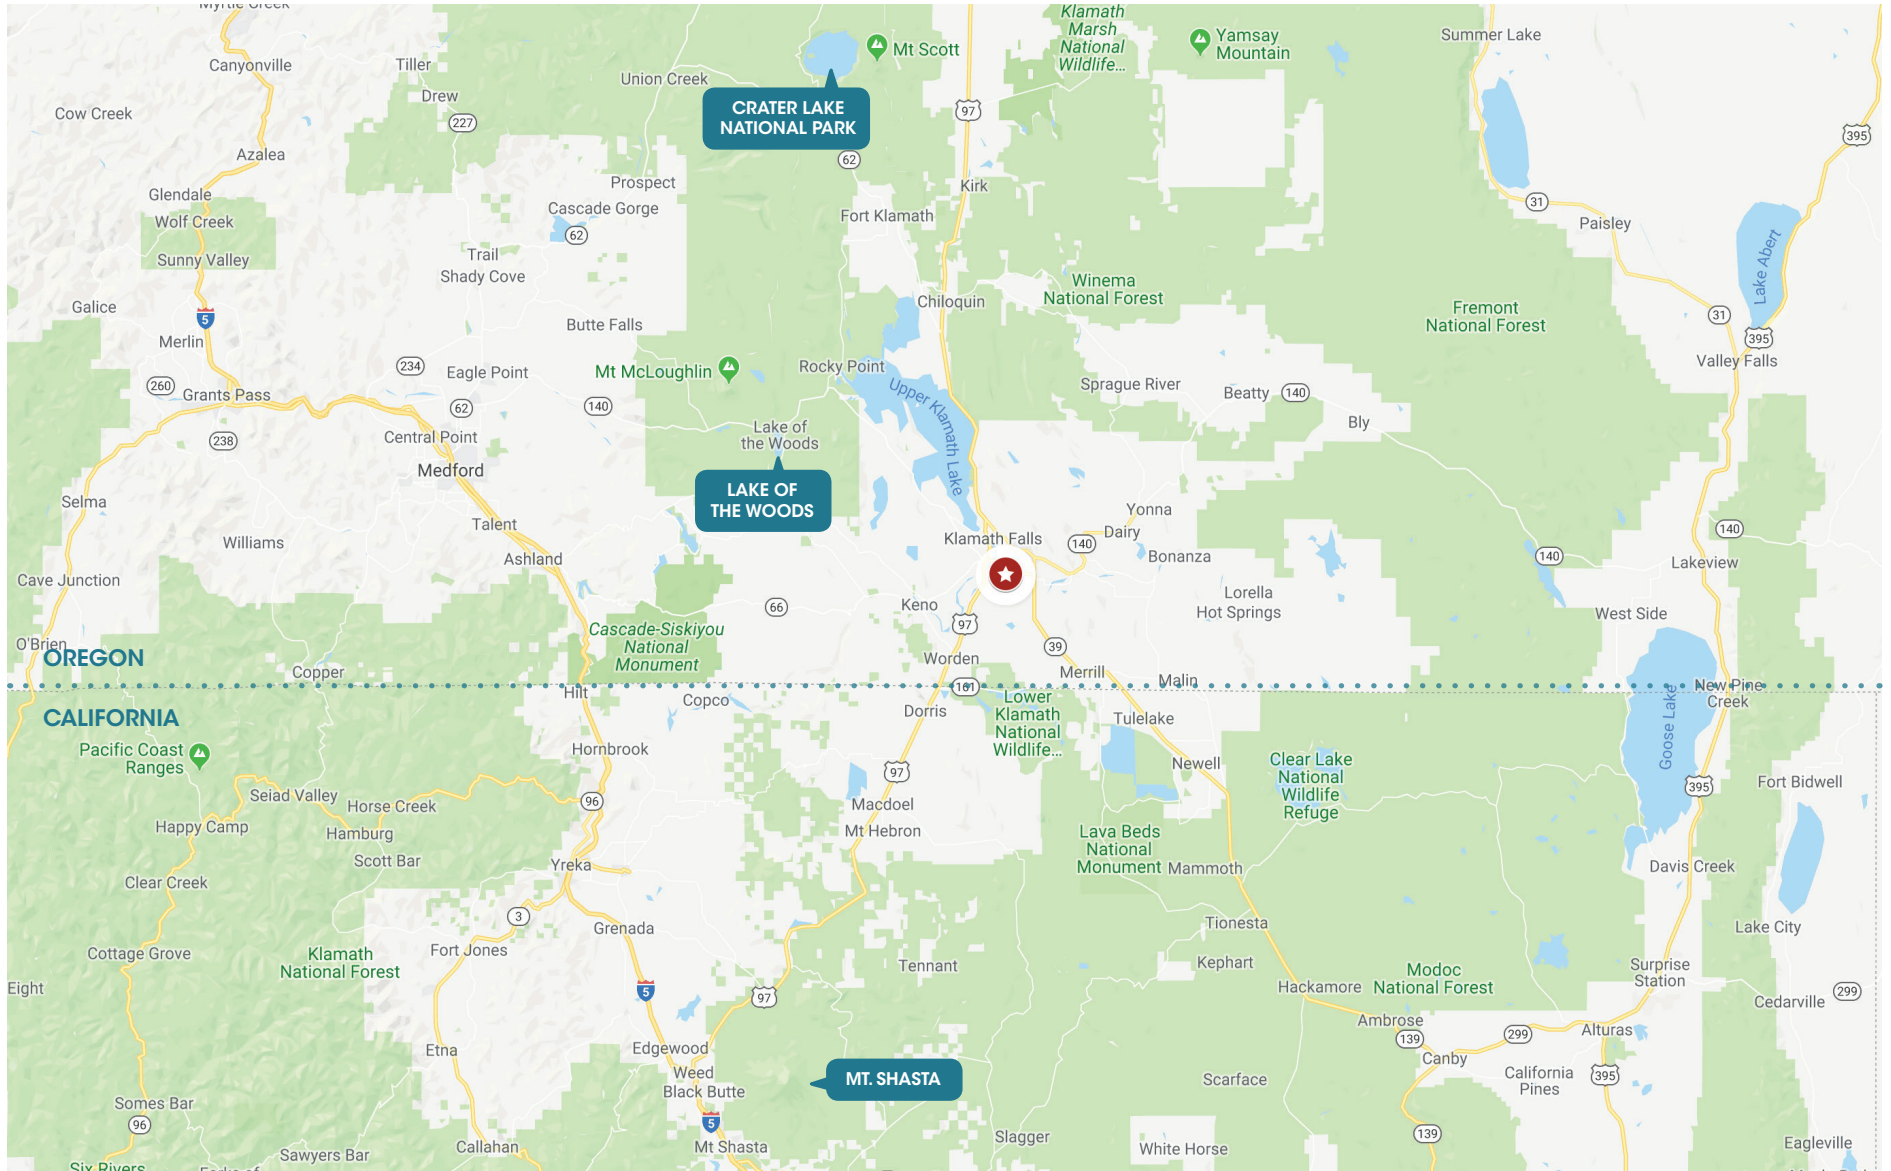 Myrtle Creek
Canyonville
Tiller
Union Creek
Mt Scott
Klamath
Marsh
National
Wildlife...
Yamsay
Mountain
Summer Lake
Drew
Cow Creek
227
CRATER LAKE
NATIONAL PARK
97
395
Azalea
62
Glendale
Prospect
Kirk
Wolf Creek
Cascade Gorge
Fort Klamath
31
Paisley
62
Sunny Valley
Trail
Shady Cove
Lake Abert
Galice
5
Butte Falls
Chiloquin
Winema
National Forest
Fremont
National Forest
31
395
Merlin
234
Eagle Point
Mt McLoughlin
Rocky Point
Valley Falls
260
Grants Pass
62
140
Upper Klamath Lake
Sprague River
Beatty
140
Bly
238
Central Point
Lake of
the Woods
Medford
LAKE OF
THE WOODS
Selma
Talent
Yonna
Williams
Ashland
Klamath Falls
140
Dairy
Bonanza
140
140
Lakeview
Cave Junction
66
Keno
Lorella
Hot Springs
West Side
97
Cascade-Siskiyou
National
Monument
O'Brien
OREGON
39
Copper
Worden
Merrill
Malin
161
Hilt
Copco
New Pine
Creek
CALIFORNIA
Dorris
Lower
Klamath
National
Wildlife...
Tulelake
Goose Lake
Pacific Coast
Ranges
Hornbrook
97
Newell
Clear Lake
National
Wildlife
Refuge
395
Fort Bidwell
Seiad Valley
Horse Creek
96
Macdoel
Happy Camp
Hamburg
Mt Hebron
Lava Beds
National
Monument
Scott Bar
Yreka
Mammoth
Davis Creek
Clear Creek
3
Grenada
Tionesta
Lake City
Cottage Grove
Klamath
National Forest
Fort Jones
Tennant
Kephart
Modoc
National Forest
Surprise
Station
Eight
5
97
Hackamore
Cedarville
299
Ambrose
139
299
Alturas
Etna
Edgewood
Canby
Weed
Black Butte
MT. SHASTA
Scarface
California
Pines
395
Somes Bar
96
5
139
Callahan
Mt Shasta
Slagger
White Horse
Eagleville
Sawyers Bar
Six Rivers
Forks of